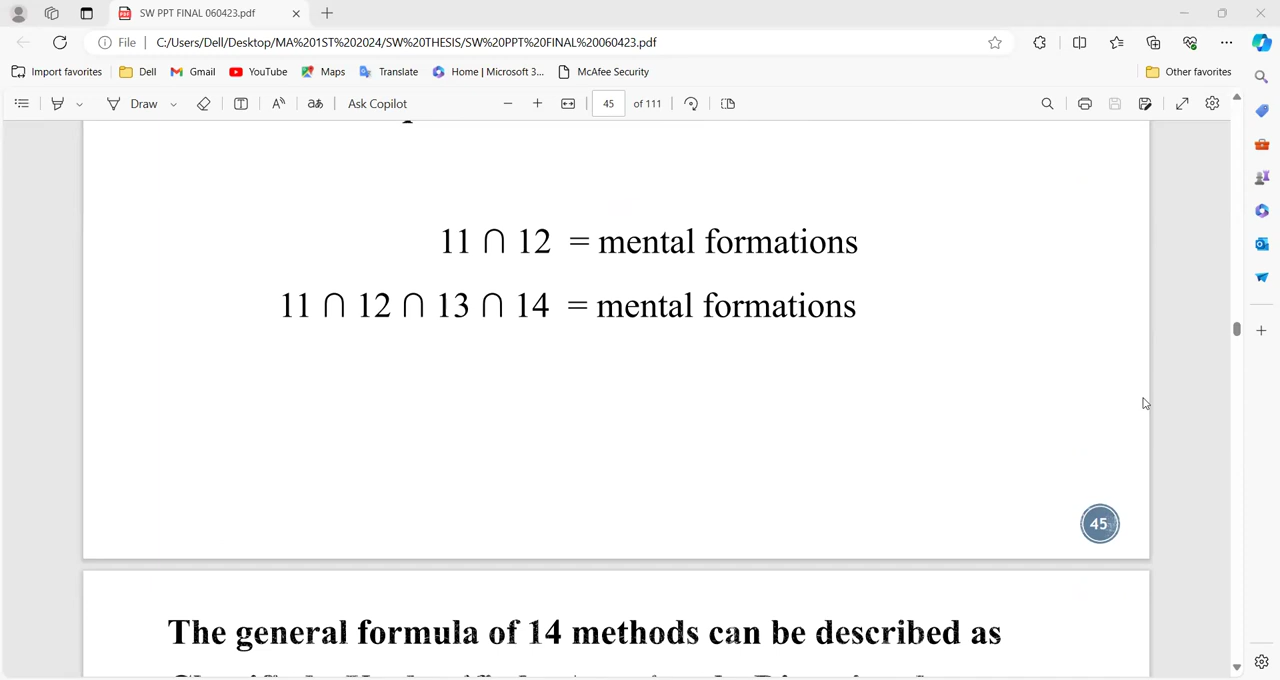 SW PPT FINAL 060423.pdf
File C:/Users/Dell/Desktop/MA%201ST%202024/SW%20THESIS/SW%20PPT%20FINAL%20060423.pdf
Import favorites Dell Gmail YouTube Maps Translate Home | Microsoft 3... McAfee Security Other favorites
Draw Ask Copilot 45 of 111
11 ∩ 12 = mental formations
11 ∩ 12 ∩ 13 ∩ 14 = mental formations
45
The general formula of 14 methods can be described as